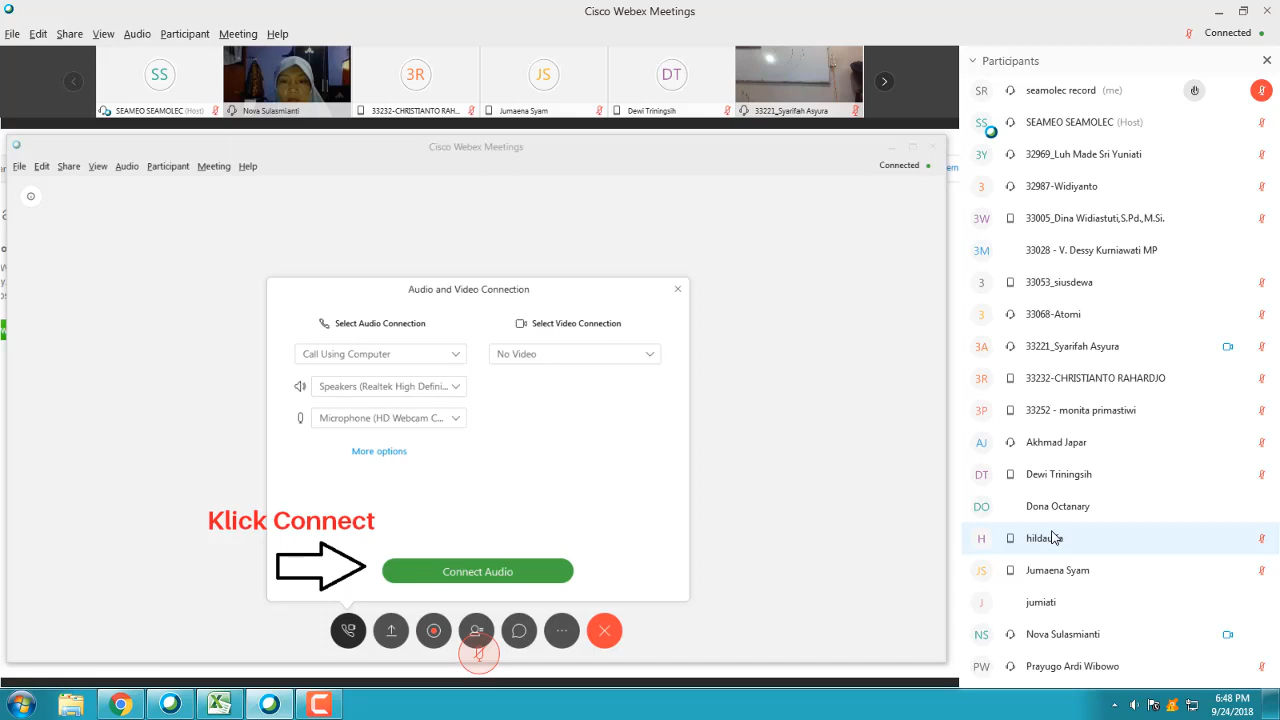 Cisco Webex Meetings
File Edit Share View Audio Participant Meeting Help
Connected
SS
3R
JS
DT
SEAMEO SEAMOLEC (Host)
Nova Sulasmianti
33232-CHRISTIANTO RAH...
Jumaena Syam
Dewi Triningsih
33221_Syarifah Asyura
Cisco Webex Meetings
File Edit Share View Audio Participant Meeting Help
Connected
Audio and Video Connection
Select Audio Connection
Select Video Connection
Call Using Computer
No Video
Speakers (Realtek High Defini...
Microphone (HD Webcam C...
More options
Klick Connect
Connect Audio
Participants
SR seamolec record (me)
SS SEAMEO SEAMOLEC (Host)
3Y 32969_Luh Made Sri Yuniati
3 32987-Widiyanto
3W 33005_Dina Widiastuti,S.Pd.,M.Si.
3M 33028 - V. Dessy Kurniawati MP
3 33053_siusdewa
3 33068-Atomi
3A 33221_Syarifah Asyura
3R 33232-CHRISTIANTO RAHARDJO
3P 33252 - monita primastiwi
AJ Akhmad Japar
DT Dewi Triningsih
DO Dona Octanary
H
JS Jumaena Syam
J jumiati
NS Nova Sulasmianti
PW Prayugo Ardi Wibowo
6:48 PM
9/24/2018